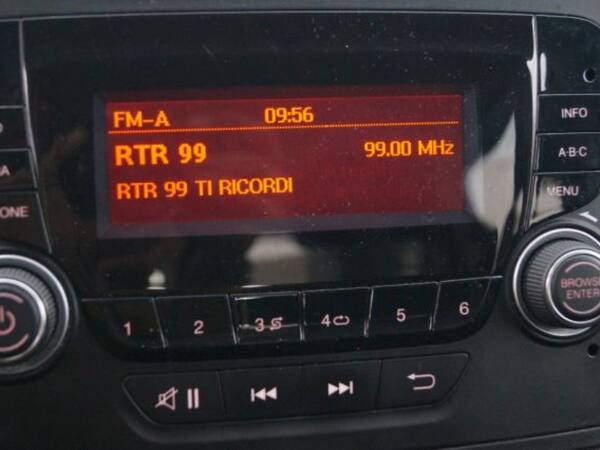 FM-A 09:56
RTR 99 99.00 MHz
RTR 99 TI RICORDI
INFO
A·B·C
MENU
BROWSE
ENTER
1 2 3 4 5 6